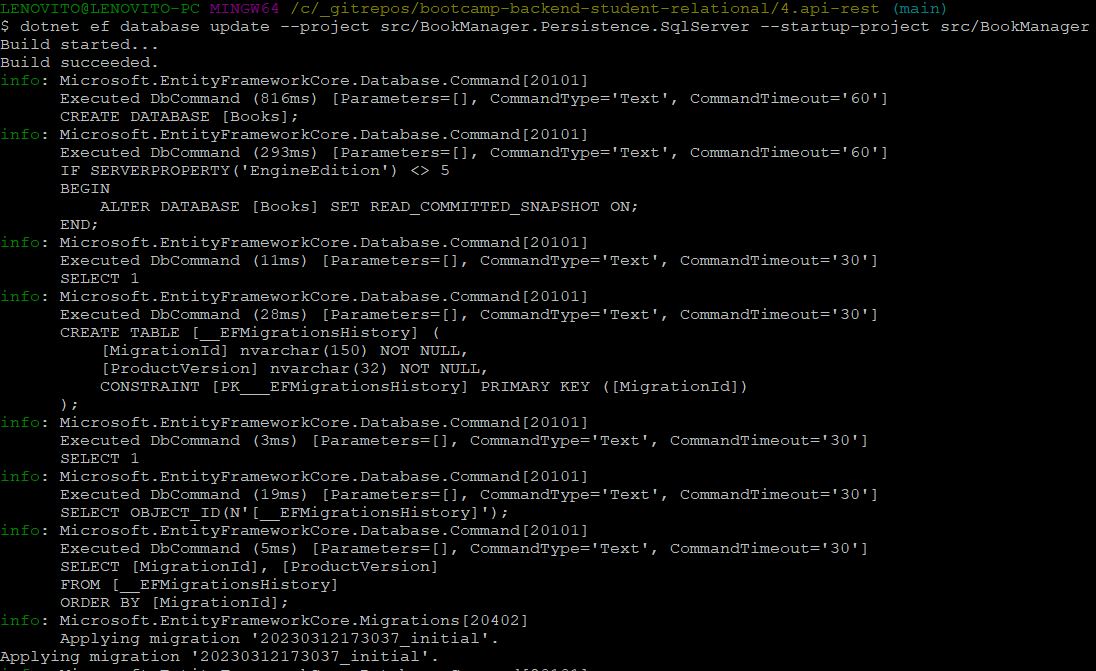 LENOVITO@LENOVITO-PC MINGW64 /c/_gitrepos/bootcamp-backend-student-relational/4.api-rest (main)
$ dotnet ef database update --project src/BookManager.Persistence.SqlServer --startup-project src/BookManager
Build started...
Build succeeded.
info: Microsoft.EntityFrameworkCore.Database.Command[20101]
      Executed DbCommand (816ms) [Parameters=[], CommandType='Text', CommandTimeout='60']
      CREATE DATABASE [Books];
info: Microsoft.EntityFrameworkCore.Database.Command[20101]
      Executed DbCommand (293ms) [Parameters=[], CommandType='Text', CommandTimeout='60']
      IF SERVERPROPERTY('EngineEdition') <> 5
      BEGIN
          ALTER DATABASE [Books] SET READ_COMMITTED_SNAPSHOT ON;
      END;
info: Microsoft.EntityFrameworkCore.Database.Command[20101]
      Executed DbCommand (11ms) [Parameters=[], CommandType='Text', CommandTimeout='30']
      SELECT 1
info: Microsoft.EntityFrameworkCore.Database.Command[20101]
      Executed DbCommand (28ms) [Parameters=[], CommandType='Text', CommandTimeout='30']
      CREATE TABLE [__EFMigrationsHistory] (
          [MigrationId] nvarchar(150) NOT NULL,
          [ProductVersion] nvarchar(32) NOT NULL,
          CONSTRAINT [PK___EFMigrationsHistory] PRIMARY KEY ([MigrationId])
      );
info: Microsoft.EntityFrameworkCore.Database.Command[20101]
      Executed DbCommand (3ms) [Parameters=[], CommandType='Text', CommandTimeout='30']
      SELECT 1
info: Microsoft.EntityFrameworkCore.Database.Command[20101]
      Executed DbCommand (19ms) [Parameters=[], CommandType='Text', CommandTimeout='30']
      SELECT OBJECT_ID(N'[__EFMigrationsHistory]');
info: Microsoft.EntityFrameworkCore.Database.Command[20101]
      Executed DbCommand (5ms) [Parameters=[], CommandType='Text', CommandTimeout='30']
      SELECT [MigrationId], [ProductVersion]
      FROM [__EFMigrationsHistory]
      ORDER BY [MigrationId];
info: Microsoft.EntityFrameworkCore.Migrations[20402]
      Applying migration '20230312173037_initial'.
Applying migration '20230312173037_initial'.